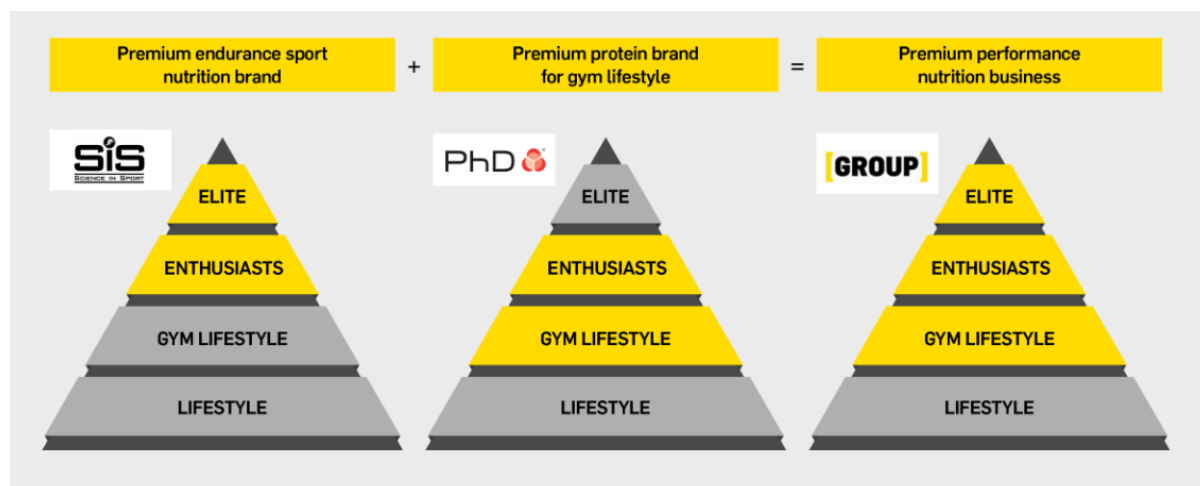 Premium endurance sport
nutrition brand
+
Premium protein brand
for gym lifestyle
=
Premium performance
nutrition business
SiS
SCIENCE IN SPORT
ELITE
ENTHUSIASTS
GYM LIFESTYLE
LIFESTYLE
PhD
ELITE
ENTHUSIASTS
GYM LIFESTYLE
LIFESTYLE
[GROUP]
ELITE
ENTHUSIASTS
GYM LIFESTYLE
LIFESTYLE